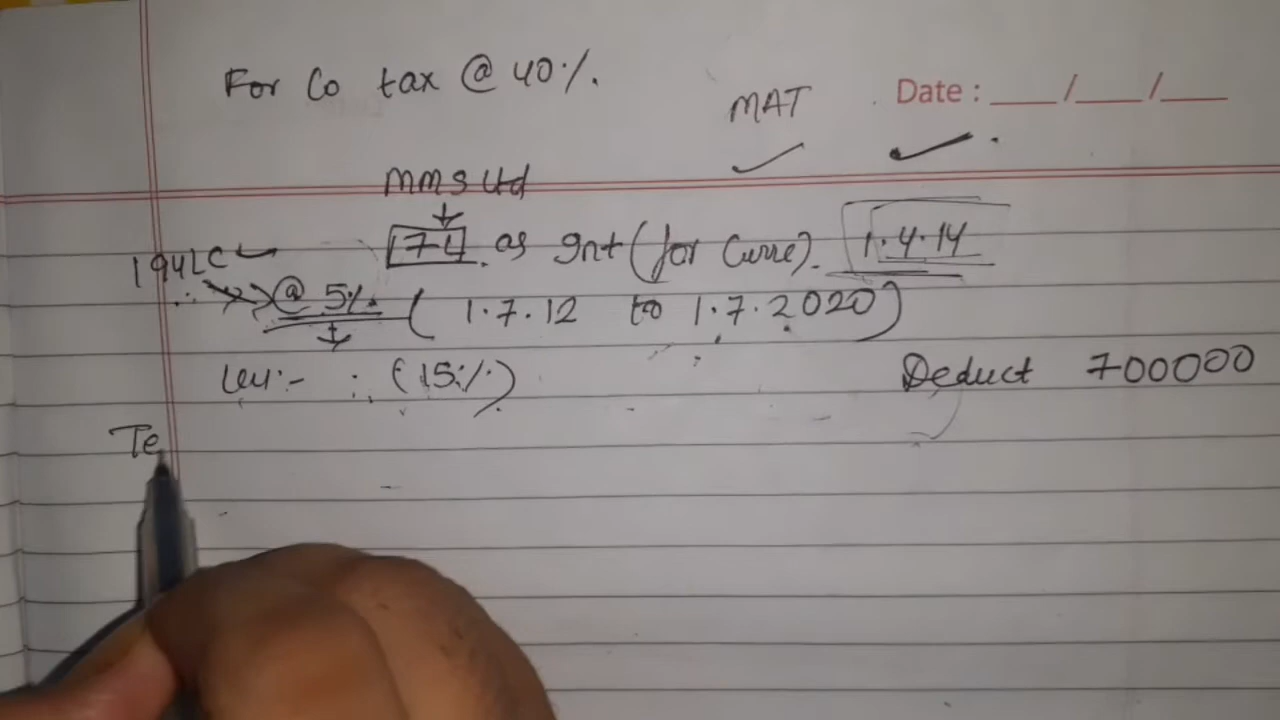 For Co tax @ 40%.
MAT
Date : ___/___/___
MMS Ltd
194LC
174 as Int (for Curre). 1.4.14
@ 5%. ( 1.7.12 to 1.7.2020)
(15%)
Deduct 700000
Te